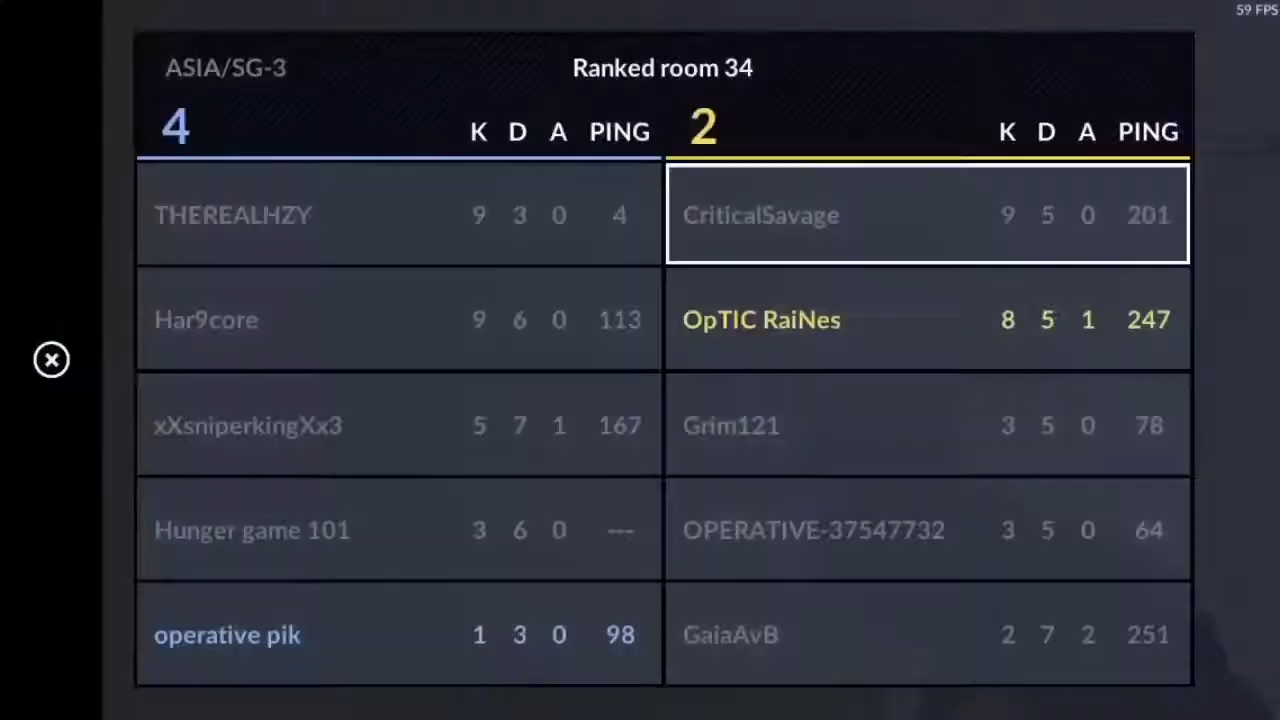 59 FPS
ASIA/SG-3 Ranked room 34
4 K D A PING 2 K D A PING
THEREALHZY 9 3 0 4 CriticalSavage 9 5 0 201
Har9core 9 6 0 113 OpTIC RaiNes 8 5 1 247
xXsniperkingXx3 5 7 1 167 Grim121 3 5 0 78
Hunger game 101 3 6 0 --- OPERATIVE-37547732 3 5 0 64
operative pik 1 3 0 98 GaiaAvB 2 7 2 251